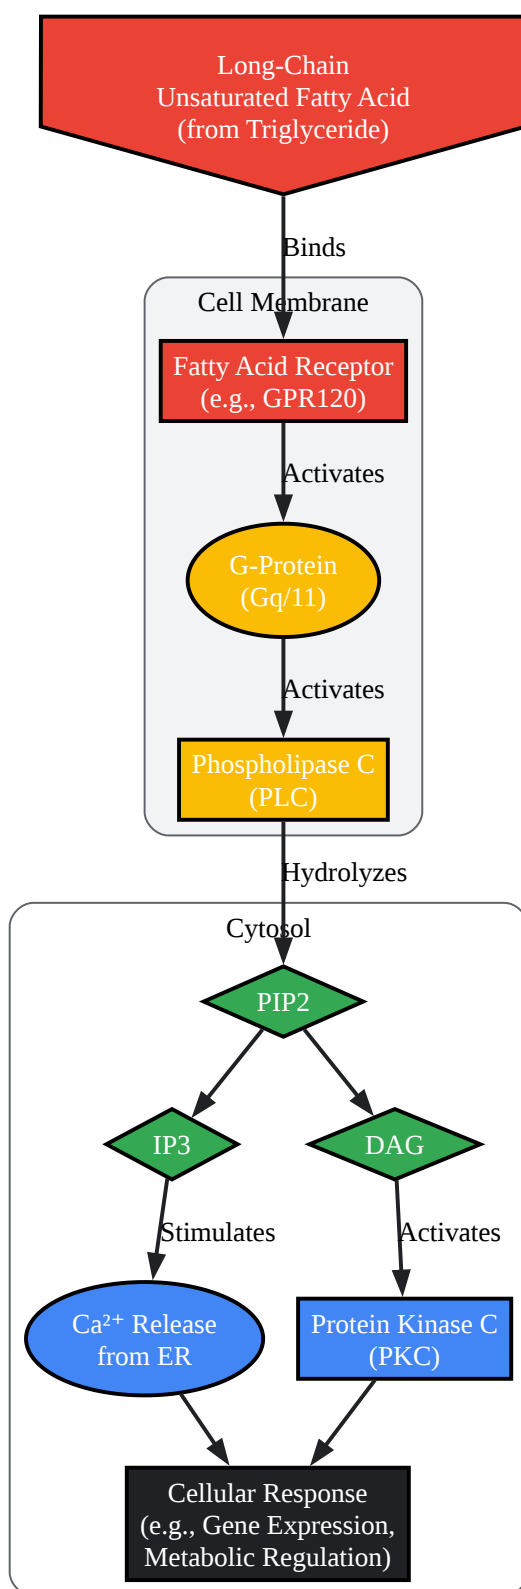 Long-Chain
Unsaturated Fatty Acid
(from Triglyceride)
Binds
Cell Membrane
Fatty Acid Receptor
(e.g., GPR120)
Activates
G-Protein
(Gq/11)
Activates
Phospholipase C
(PLC)
Hydrolyzes
Cytosol
PIP2
IP3
DAG
Stimulates
Activates
Ca²⁺ Release
from ER
Protein Kinase C
(PKC)
Cellular Response
(e.g., Gene Expression,
Metabolic Regulation)